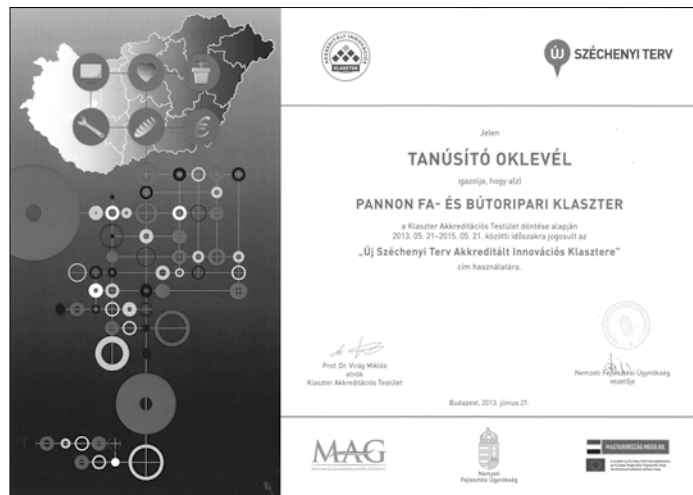 AKKREDITÁLT INNOVÁCIÓS
KLASZTER
ÚJ SZÉCHENYI TERV
Jelen
TANÚSÍTÓ OKLEVÉL
igazolja, hogy a(z)
PANNON FA- ÉS BÚTORIPARI KLASZTER
a Klaszter Akkreditációs Testület döntése alapján
2013. 05. 21–2015. 05. 21. közötti időszakra jogosult az
„Új Széchenyi Terv Akkreditált Innovációs Klasztere”
cím használatára.
Prof. Dr. Virág Miklós
elnök
Klaszter Akkreditációs Testület
Nemzeti Fejlesztési Ügynökség
vezetője
Budapest, 2013. június 21.
MAG
Nemzeti
Fejlesztési Ügynökség
MAGYARORSZÁG MEGÚJUL